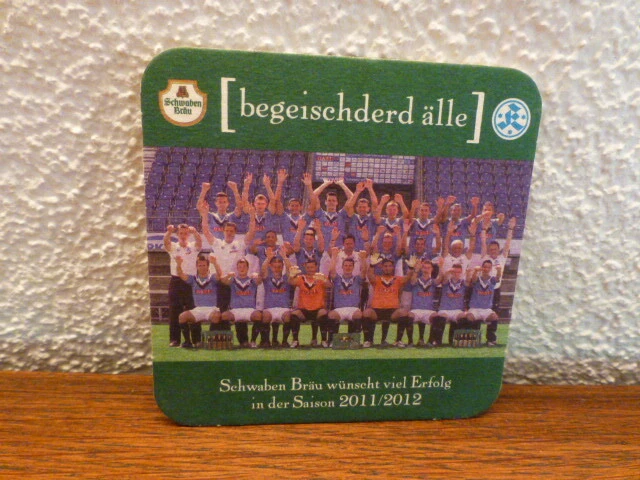 Schwaben
Bräu
[begeischderd älle]
Schwaben Bräu wünscht viel Erfolg
in der Saison 2011/2012